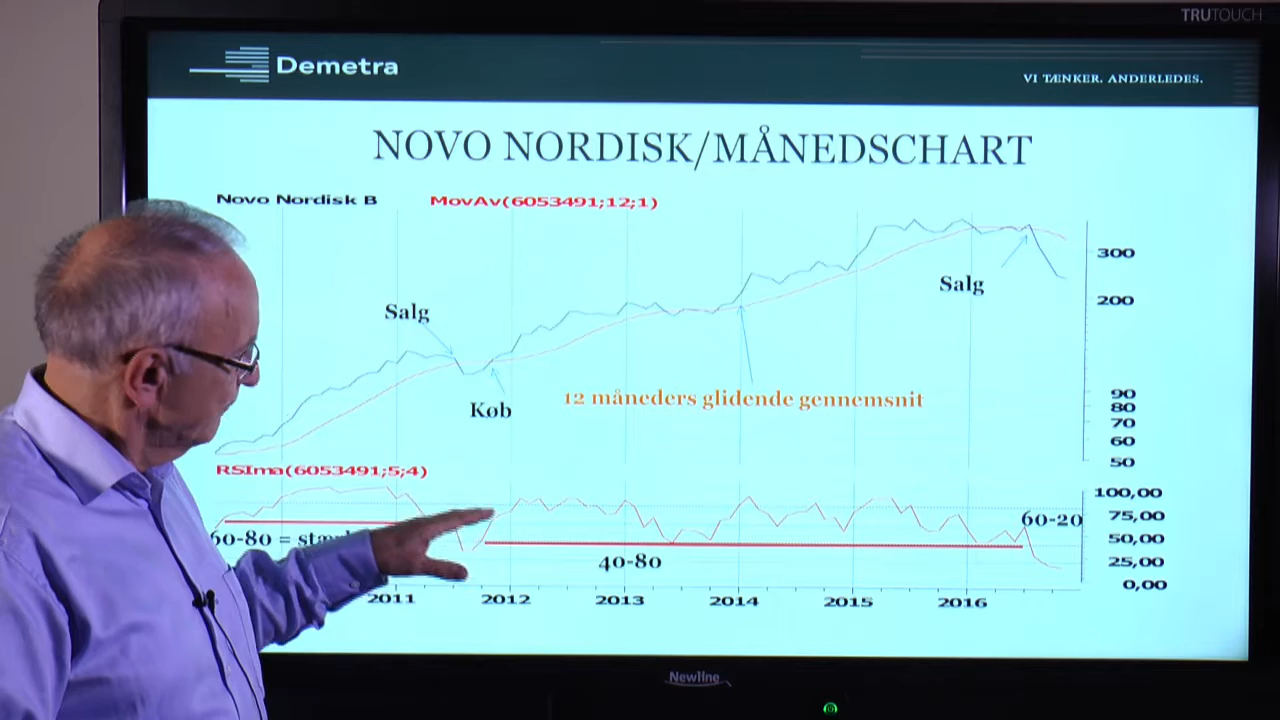 TRUTOUCH
Demetra
VI TÆNKER. ANDERLEDES.
NOVO NORDISK/MÅNEDSCHART
Novo Nordisk B
MovAv(6053491;12;1)
300
Salg
200
Salg
Køb
12 måneders glidende gennemsnit
90
80
70
60
50
RSIma(6053491;5;4)
100,00
75,00
60-20
50,00
60-80 =
40-80
25,00
0,00
2011 2012 2013 2014 2015 2016
Newline